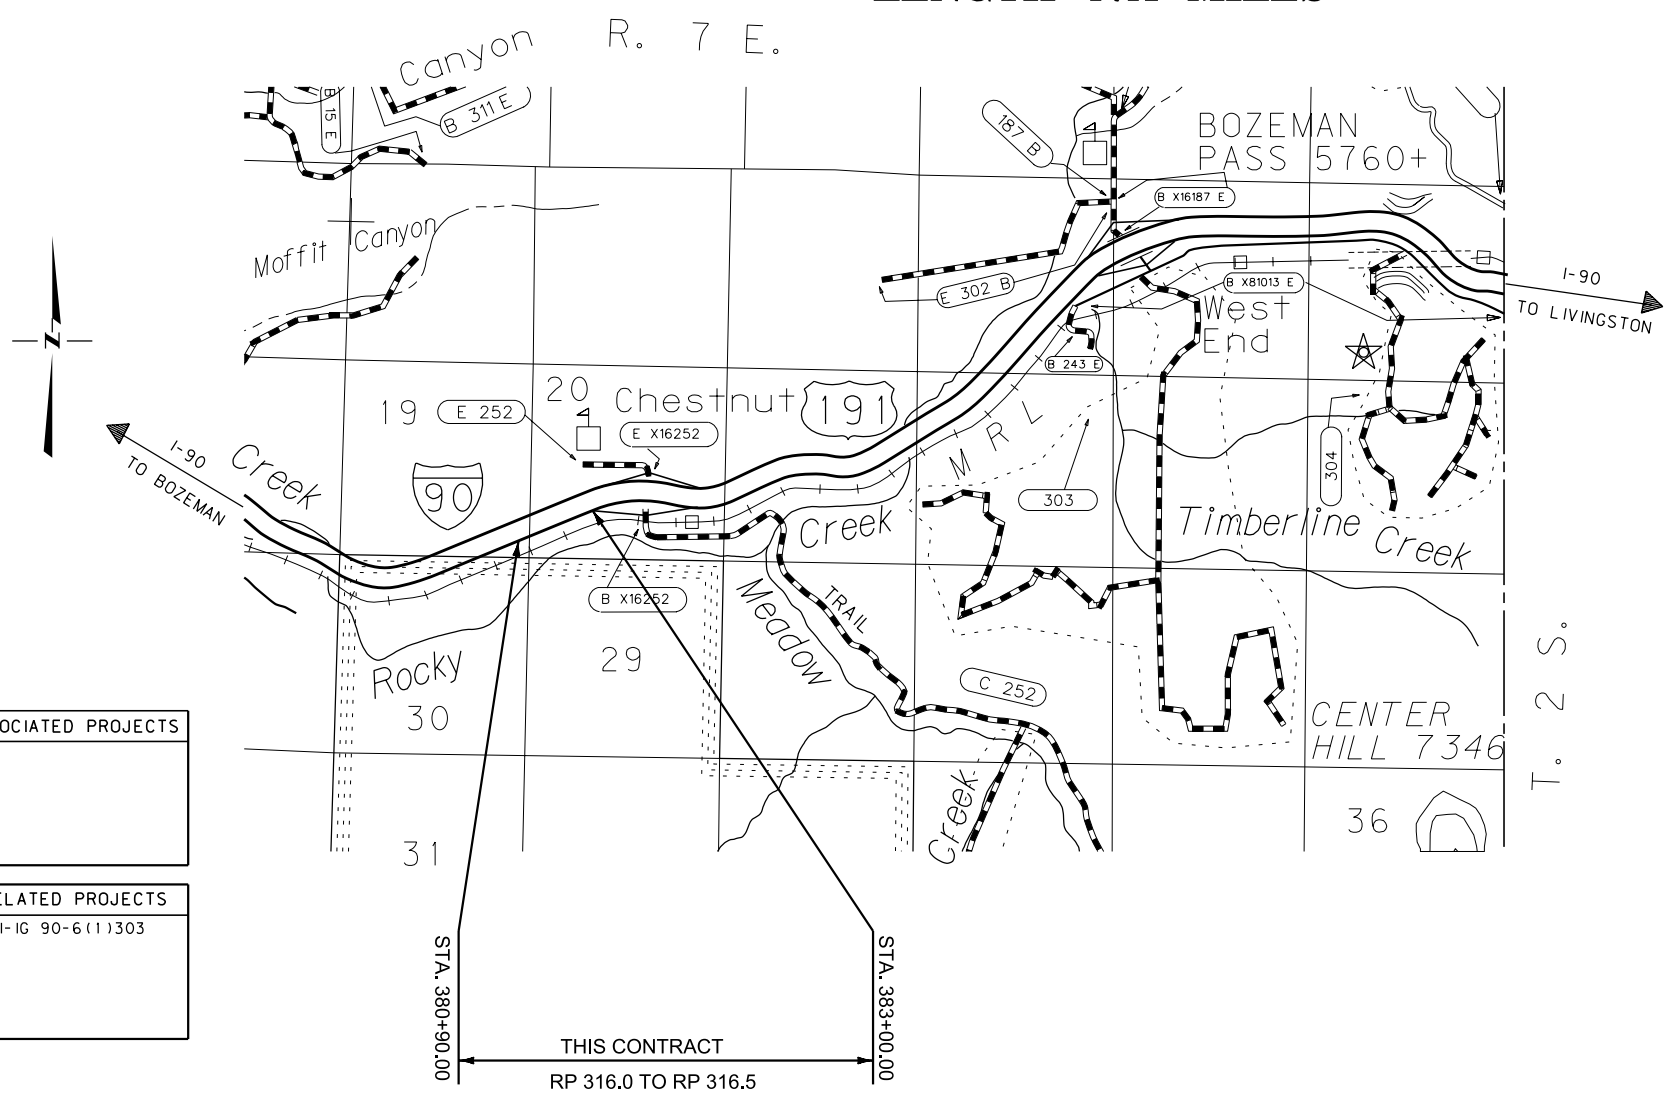 R. 7 E.
Canyon
B 15 E
B 311 E
187 B
BOZEMAN
PASS 5760+
B X16187 E
Moffit Canyon
E 302 B
B X81013 E
West
End
I-90
TO LIVINGSTON
B 243 E
19
E 252
20
Chestnut
191
E X16252
M R L
303
304
I-90
TO BOZEMAN
Creek
90
Creek
Timberline Creek
B X16252
Meadow
TRAIL
Rocky
29
C 252
30
CENTER
HILL 7346
T. 2 S.
N
OCIATED PROJECTS
31
Creek
36
ELATED PROJECTS
I-IG 90-6(1)303
STA. 380+90.00
STA. 383+00.00
THIS CONTRACT
RP 316.0 TO RP 316.5